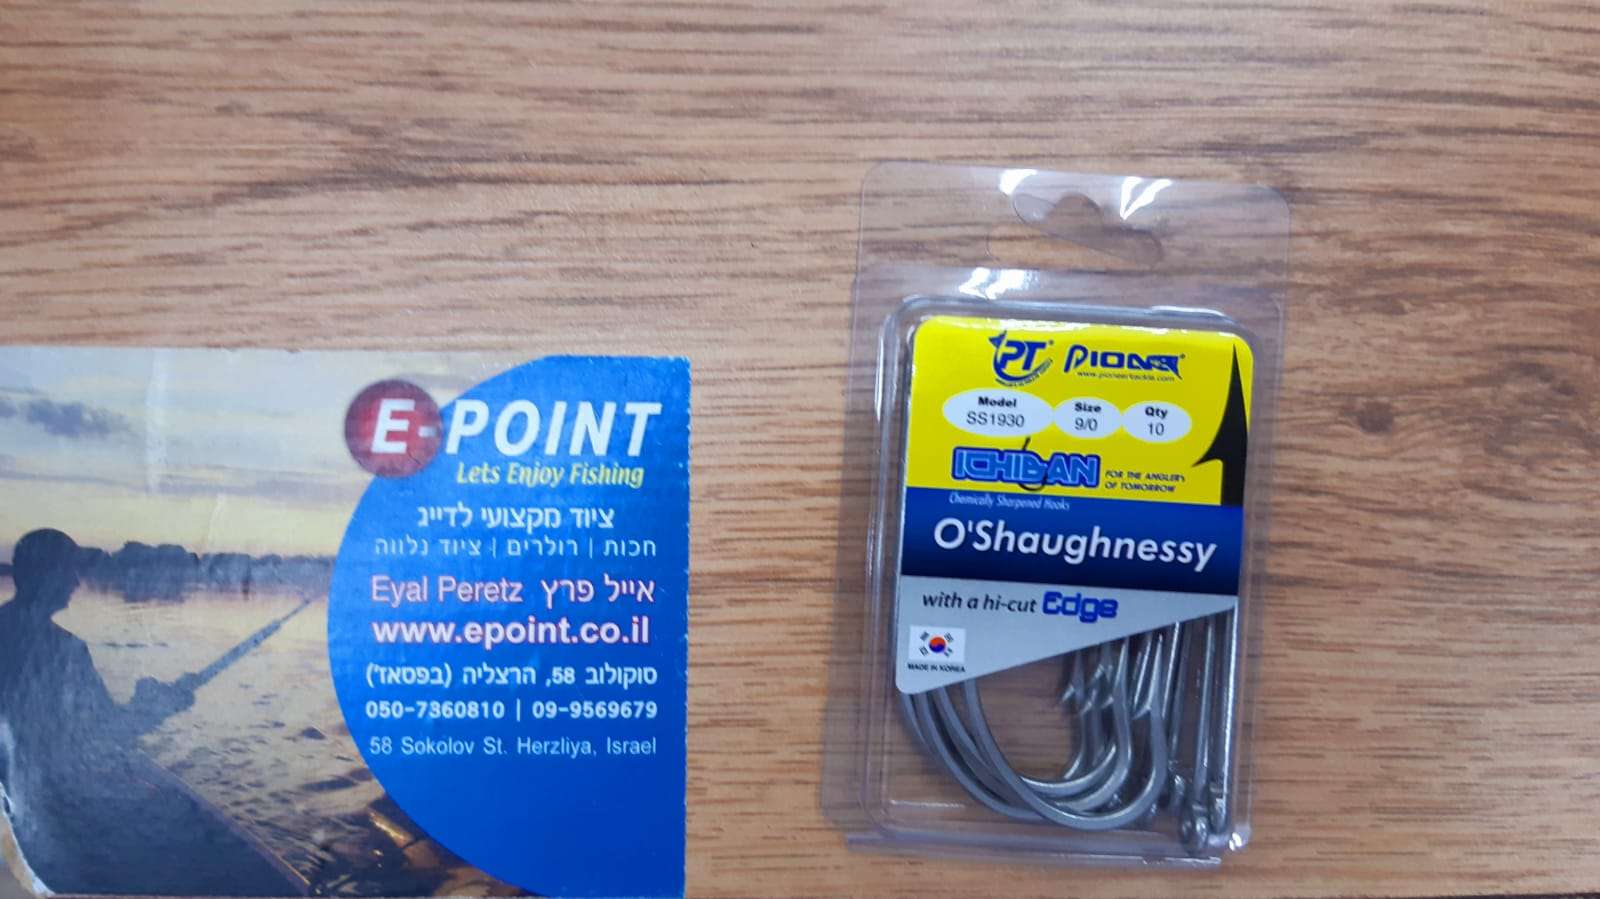 E-POINT
Lets Enjoy Fishing
ציוד מקצועי לדייג
חכות | רולרים | ציוד נלווה
Eyal Peretz אייל פרץ
www.epoint.co.il
סוקולוב 58, הרצליה (בפסאז')
050-7360810 | 09-9569679
58 Sokolov St. Herzliya, Israel
PT PIONEER
www.pioneertackle.com
Model Size Qty
SS1930 9/0 10
ICHIBAN FOR THE ANGLERS
OF TOMORROW
Chemically Sharpened Hooks
O'Shaughnessy
with a hi-cut Edge
MADE IN KOREA